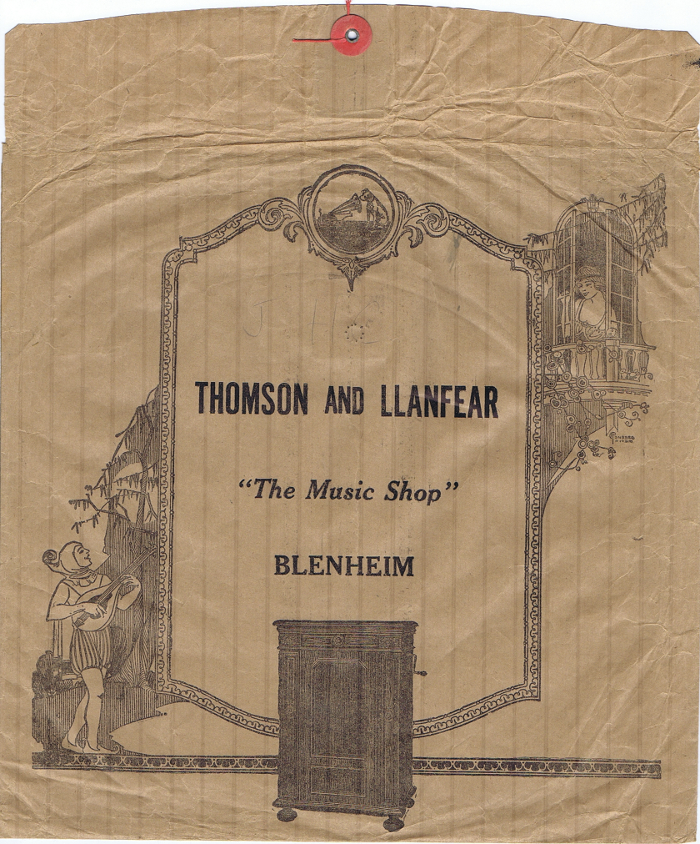 THOMSON AND LLANFEAR
“The Music Shop”
BLENHEIM